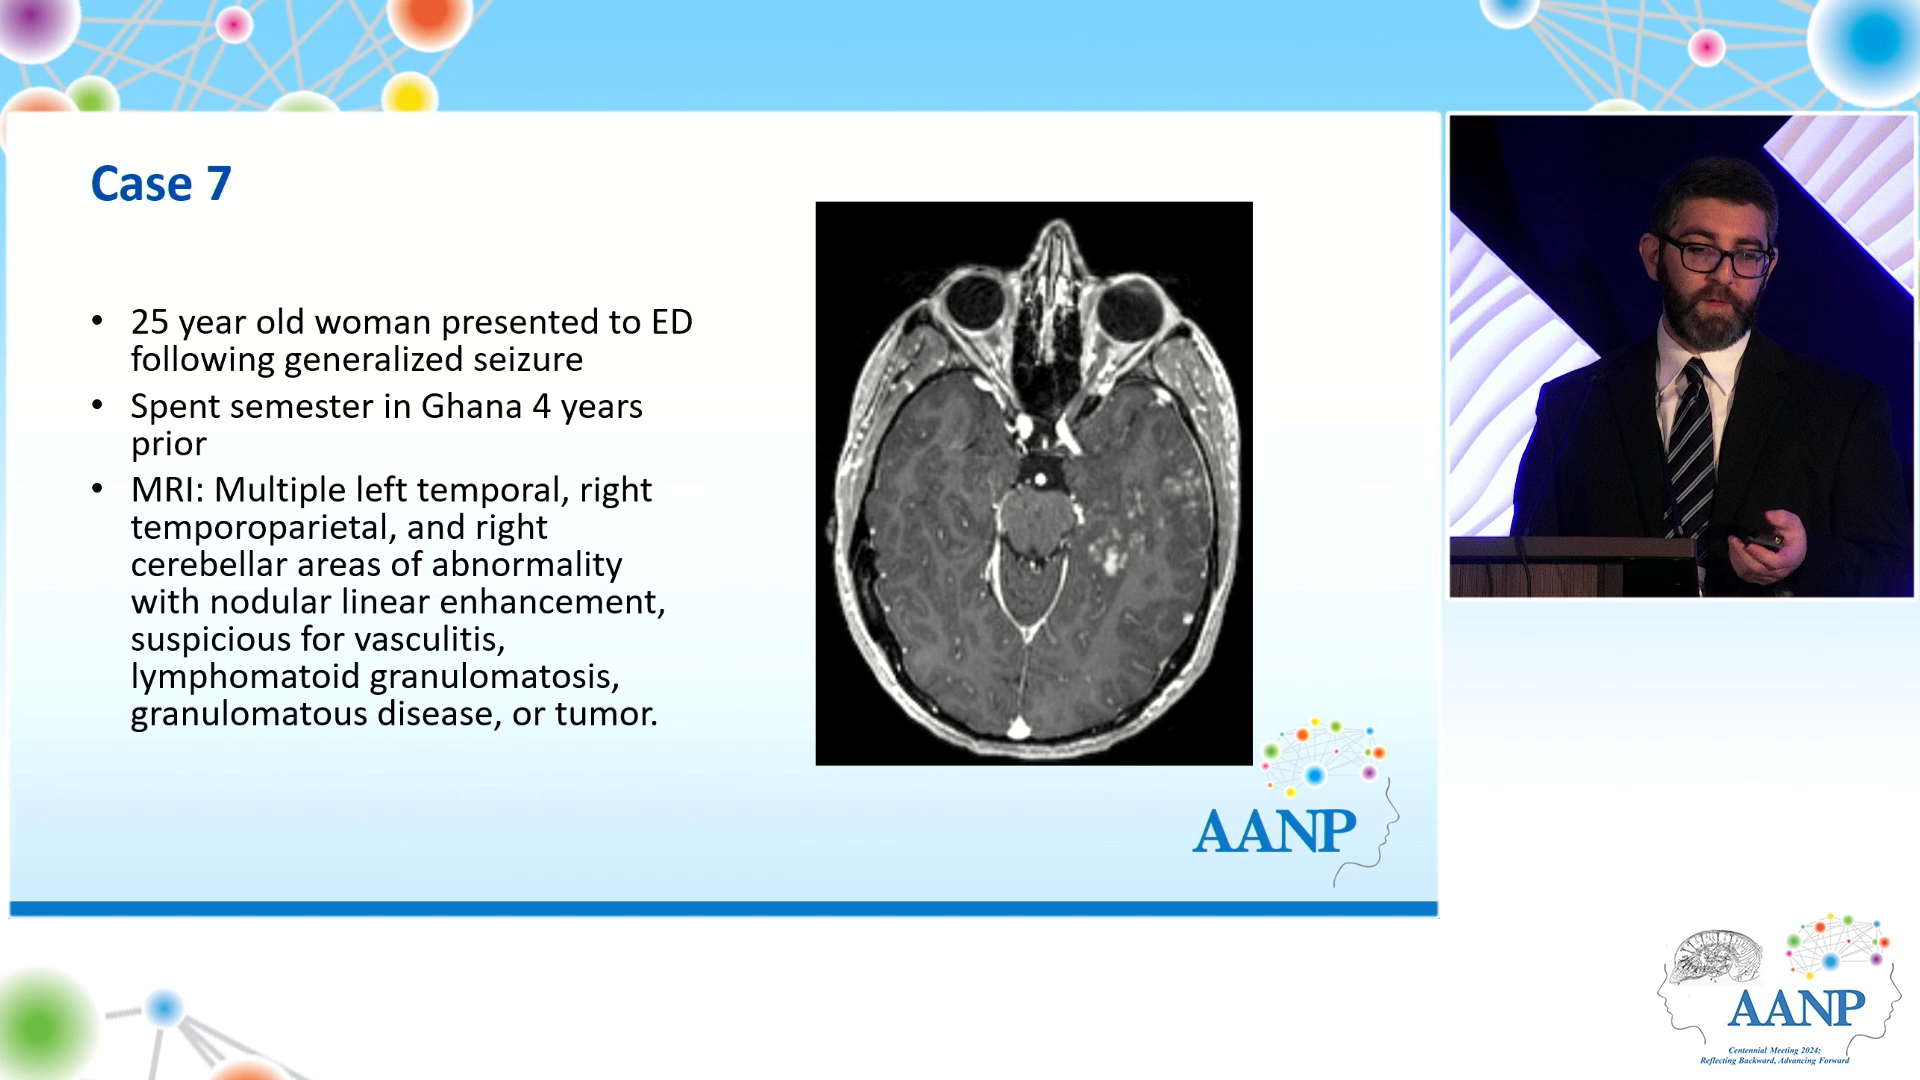 Case 7
• 25 year old woman presented to ED
following generalized seizure
• Spent semester in Ghana 4 years
prior
• MRI: Multiple left temporal, right
temporoparietal, and right
cerebellar areas of abnormality
with nodular linear enhancement,
suspicious for vasculitis,
lymphomatoid granulomatosis,
granulomatous disease, or tumor.
AANP
AANP
Centennial Meeting 2024:
Reflecting Backward, Advancing Forward